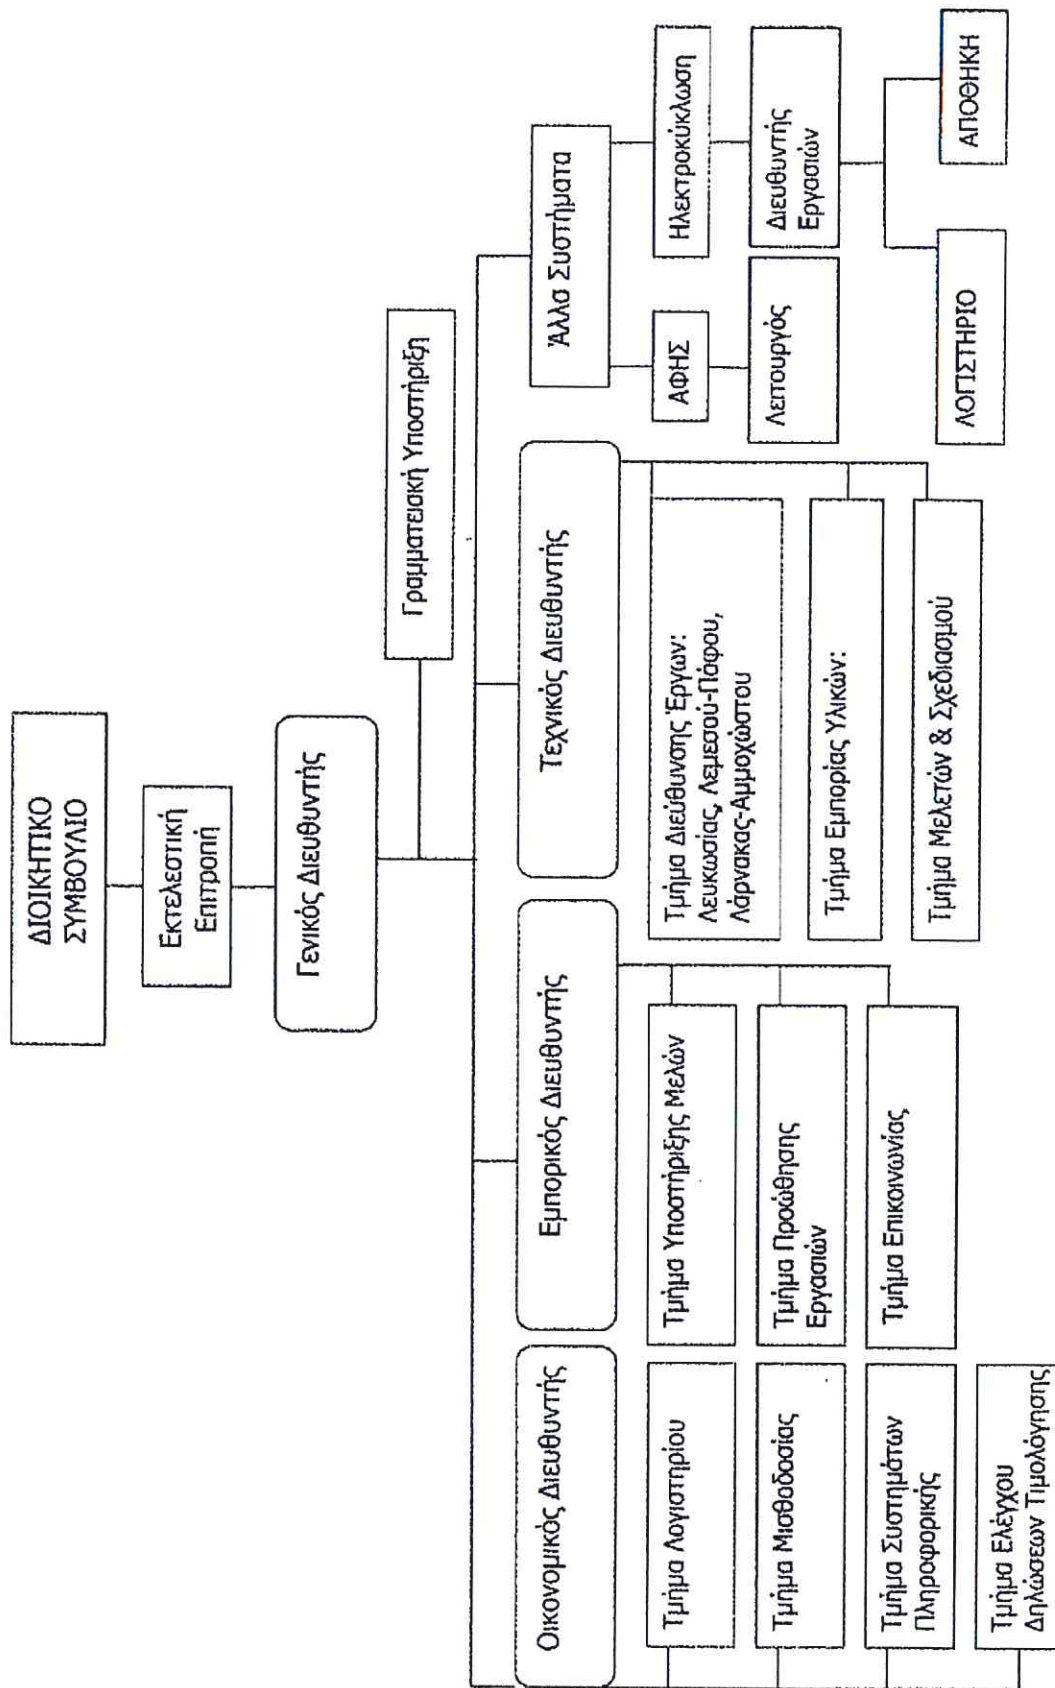 ΔΙΟΙΚΗΤΙΚΟ
ΣΥΜΒΟΥΛΙΟ
Εκτελεστική
Επιτροπή
Γενικός Διευθυντής
Γραμματειακή Υποστήριξη
Οικονομικός Διευθυντής
Εμπορικός Διευθυντής
Τεχνικός Διευθυντής
Άλλα Συστήματα
Τμήμα Λογιστηρίου
Τμήμα Μισθοδοσίας
Τμήμα Συστημάτων
Πληροφορικής
Τμήμα Ελέγχου
Δηλώσεων Τιμολόγησης
Τμήμα Υποστήριξης Μελών
Τμήμα Προώθησης
Εργασιών
Τμήμα Επικοινωνίας
Τμήμα Διεύθυνσης Έργων:
Λευκωσίας, Λεμεσού-Πάφου,
Λάρνακας-Αμμοχώστου
Τμήμα Εμπορίας Υλικών:
Τμήμα Μελετών & Σχεδιασμού
ΑΦΗΣ
Λειτουργός
Ηλεκτροκύκλωση
Διευθυντής
Εργασιών
ΛΟΓΙΣΤΗΡΙΟ
ΑΠΟΘΗΚΗ